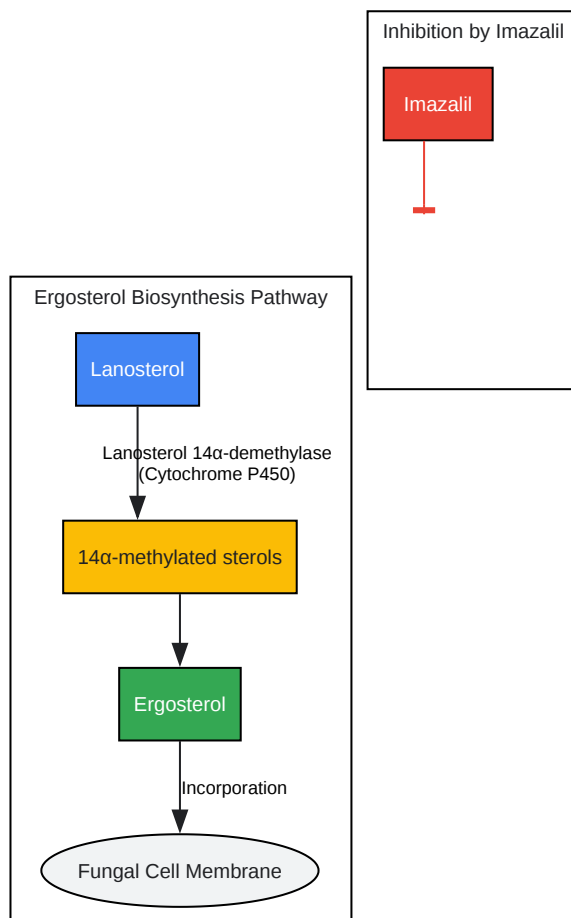 Inhibition by Imazalil
Imazalil
Ergosterol Biosynthesis Pathway
Lanosterol
Lanosterol 14α-demethylase
(Cytochrome P450)
14α-methylated sterols
Ergosterol
Incorporation
Fungal Cell Membrane